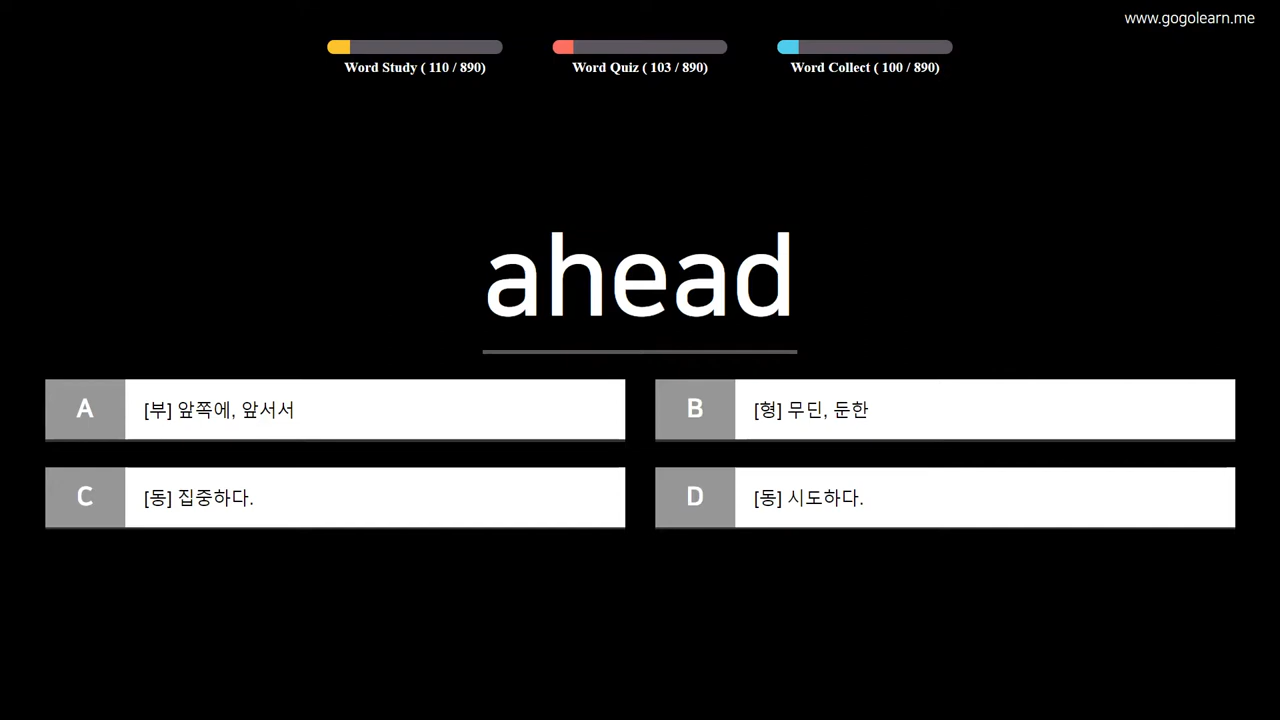 www.gogolearn.me
Word Study ( 110 / 890)
Word Quiz ( 103 / 890)
Word Collect ( 100 / 890)
ahead
A [부] 앞쪽에, 앞서서
B [형] 무딘, 둔한
C [동] 집중하다.
D [동] 시도하다.